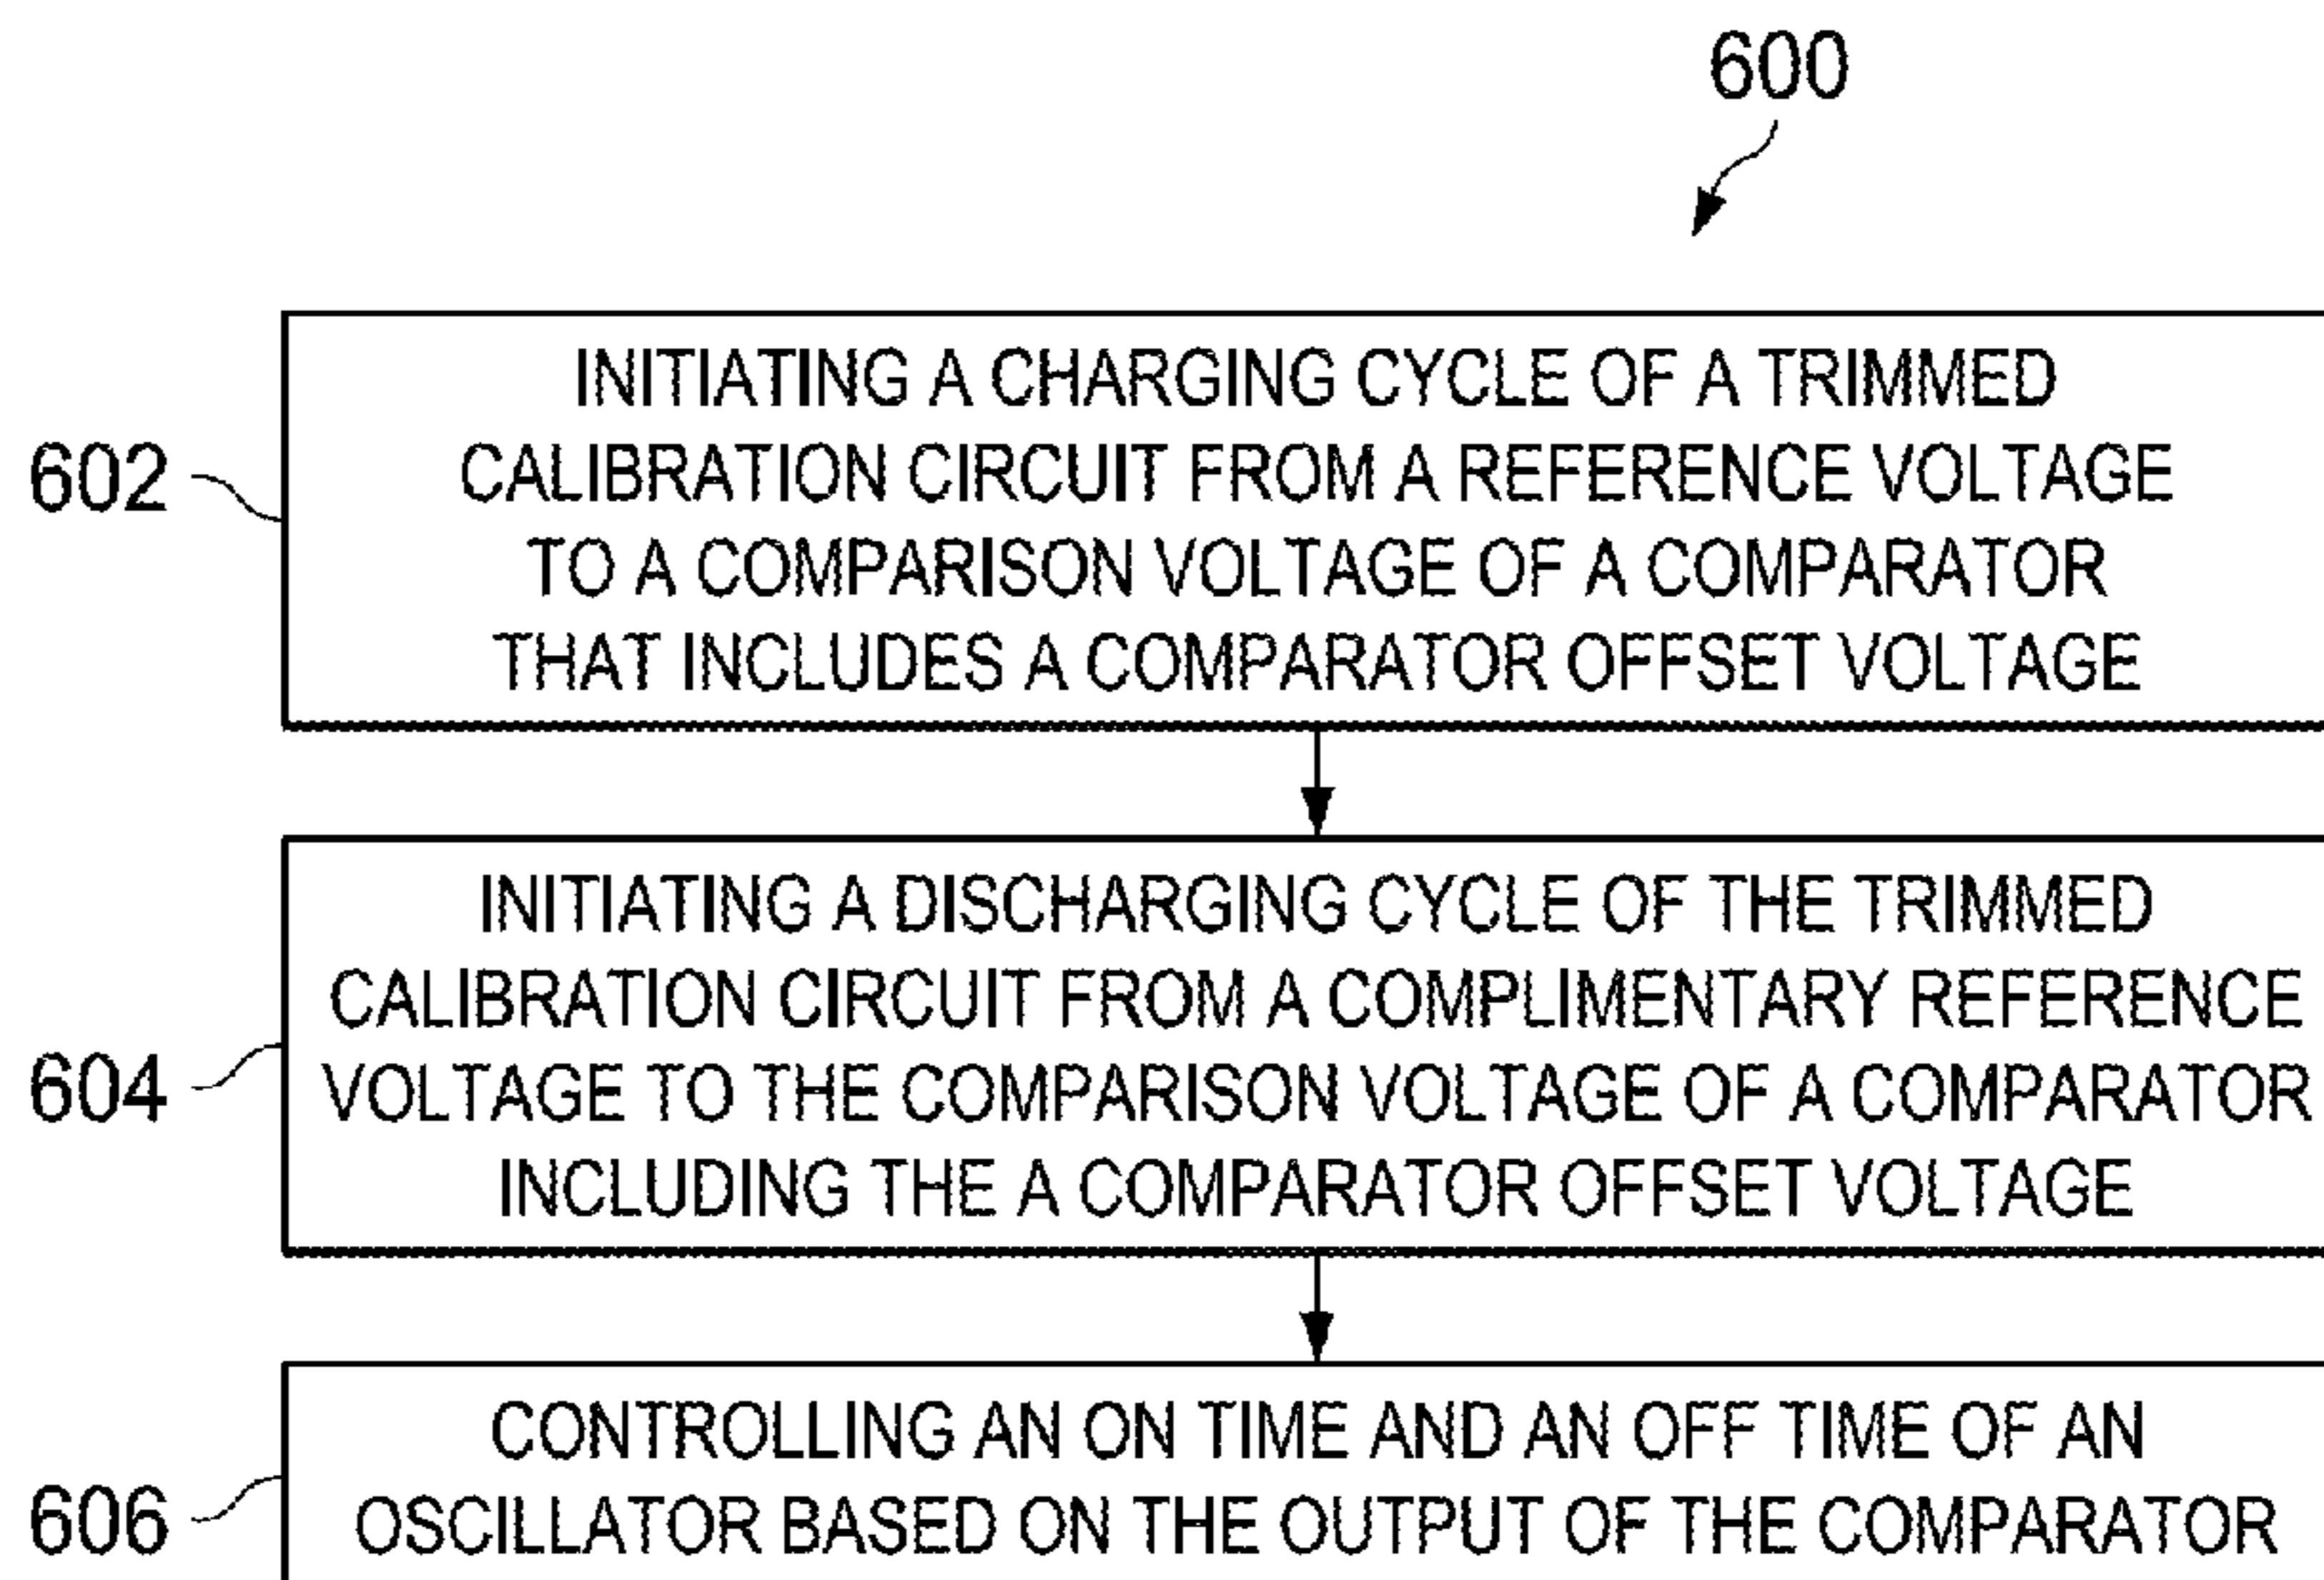 600
602
INITIATING A CHARGING CYCLE OF A TRIMMED
CALIBRATION CIRCUIT FROM A REFERENCE VOLTAGE
TO A COMPARISON VOLTAGE OF A COMPARATOR
THAT INCLUDES A COMPARATOR OFFSET VOLTAGE
604
INITIATING A DISCHARGING CYCLE OF THE TRIMMED
CALIBRATION CIRCUIT FROM A COMPLIMENTARY REFERENCE
VOLTAGE TO THE COMPARISON VOLTAGE OF A COMPARATOR
INCLUDING THE A COMPARATOR OFFSET VOLTAGE
606
CONTROLLING AN ON TIME AND AN OFF TIME OF AN
OSCILLATOR BASED ON THE OUTPUT OF THE COMPARATOR